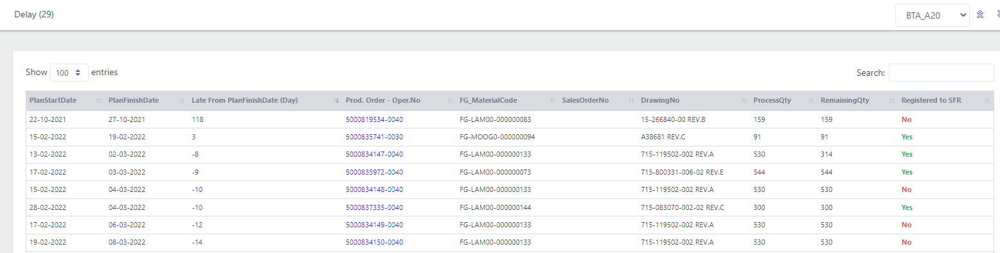 Delay (29) BTA_A20
Show 100 entries Search:
PlanStartDate PlanFinishDate Late From PlanFinishDate (Day) Prod. Order - Oper.No FG_MaterialCode SalesOrderNo DrawingNo ProcessQty RemainingQty Registered to SFR
22-10-2021 27-10-2021 118 5000819534-0040 FG-LAM00-000000083 15-266840-00 REV.B 159 159 No
15-02-2022 19-02-2022 3 5000835741-0030 FG-MOOG0-000000094 A38681 REV.C 91 91 Yes
13-02-2022 02-03-2022 -8 5000834147-0040 FG-LAM00-000000133 715-119502-002 REV.A 530 314 Yes
17-02-2022 03-03-2022 -9 5000835972-0040 FG-LAM00-000000073 715-800331-006-02 REV.E 544 544 Yes
15-02-2022 04-03-2022 -10 5000834148-0040 FG-LAM00-000000133 715-119502-002 REV.A 530 530 No
28-02-2022 04-03-2022 -10 5000837335-0040 FG-LAM00-000000144 715-083070-002-02 REV.C 300 300 Yes
17-02-2022 06-03-2022 -12 5000834149-0040 FG-LAM00-000000133 715-119502-002 REV.A 530 530 No
19-02-2022 08-03-2022 -14 5000834150-0040 FG-LAM00-000000133 715-119502-002 REV.A 530 530 No